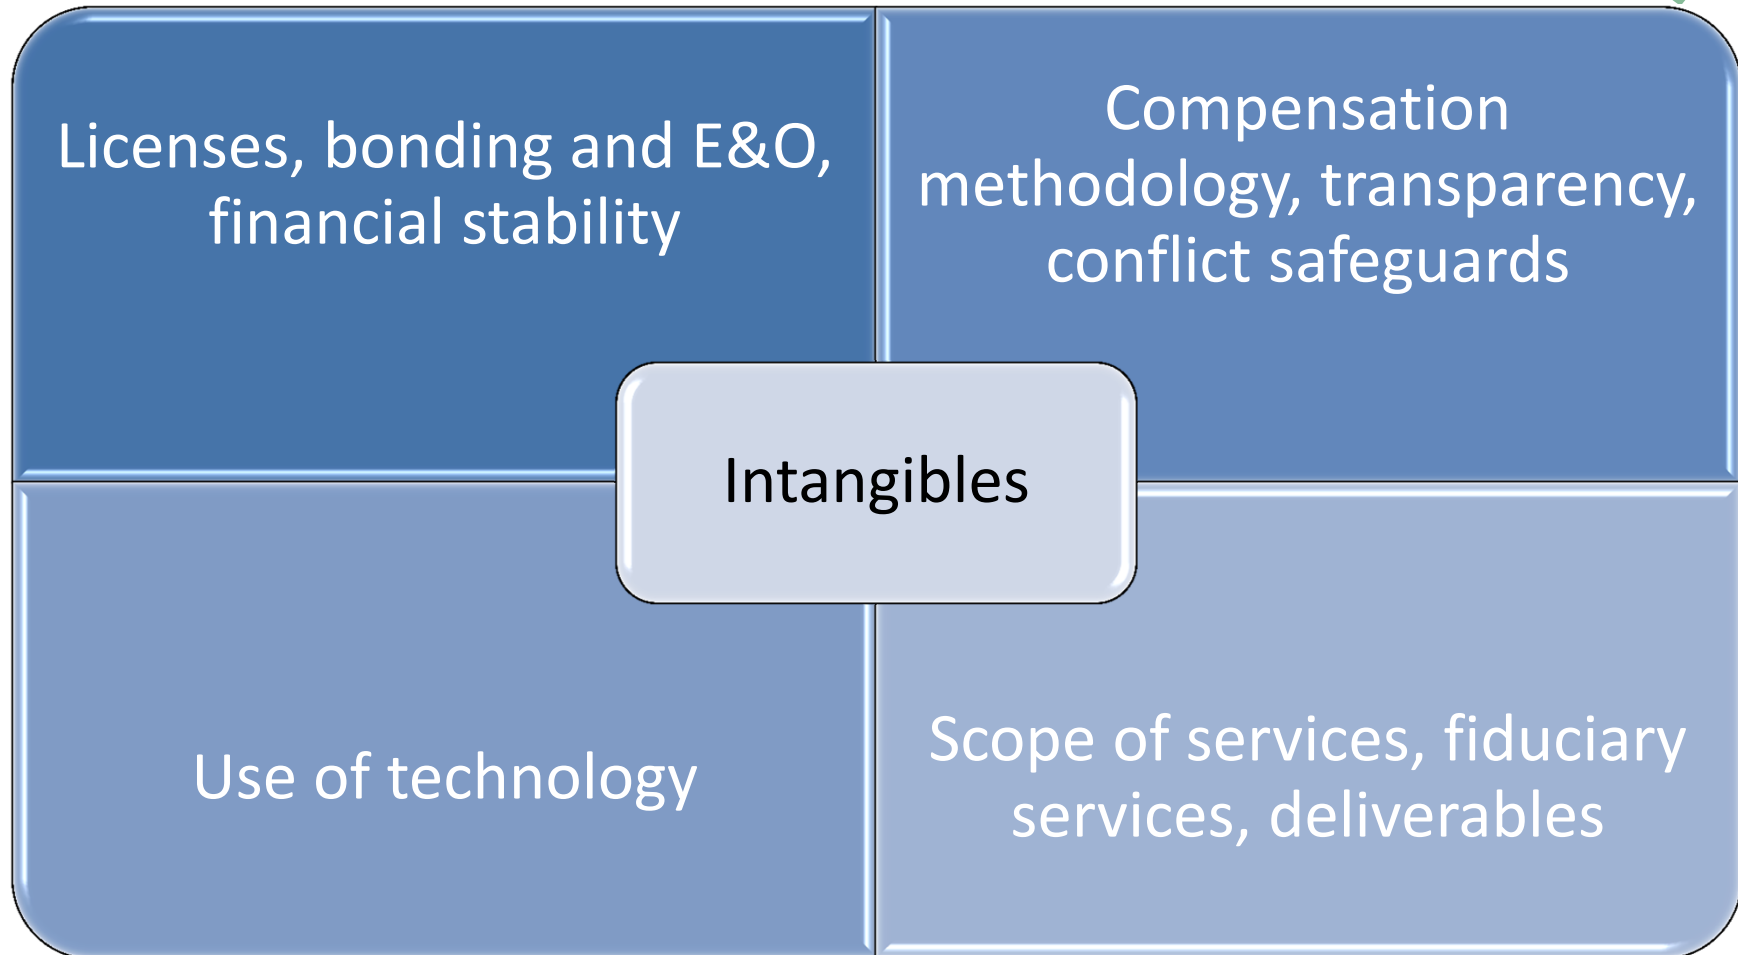 Licenses, bonding and E&O,
financial stability
Compensation
methodology, transparency,
conflict safeguards
Intangibles
Use of technology
Scope of services, fiduciary
services, deliverables